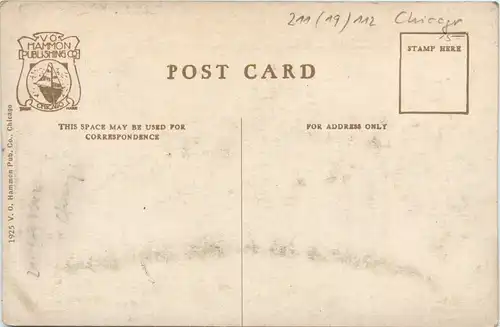 211 (19) 112 Chicago
15-
V.O.
HAMMON
PUBLISHING CO
CHICAGO
POST CARD
STAMP HERE
THIS SPACE MAY BE USED FOR
CORRESPONDENCE
FOR ADDRESS ONLY
1925 V. O. Hammon Pub. Co., Chicago